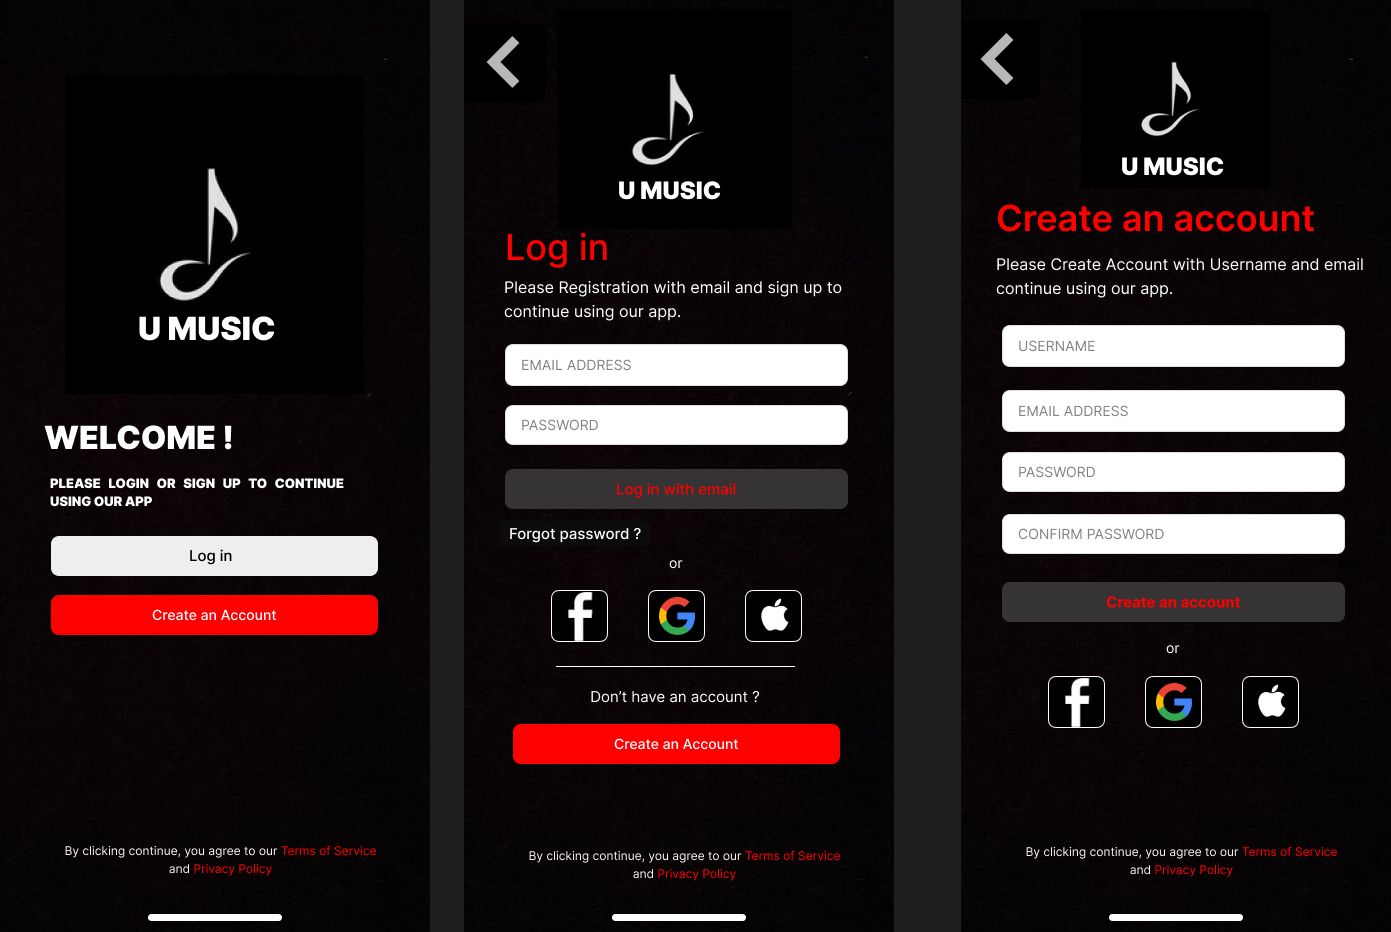 U MUSIC
WELCOME !
PLEASE LOGIN OR SIGN UP TO CONTINUE
USING OUR APP
Log in
Create an Account
By clicking continue, you agree to our Terms of Service
and Privacy Policy
U MUSIC
Log in
Please Registration with email and sign up to
continue using our app.
EMAIL ADDRESS
PASSWORD
Log in with email
Forgot password ?
or
Don’t have an account ?
Create an Account
By clicking continue, you agree to our Terms of Service
and Privacy Policy
U MUSIC
Create an account
Please Create Account with Username and email
continue using our app.
USERNAME
EMAIL ADDRESS
PASSWORD
CONFIRM PASSWORD
Create an account
or
By clicking continue, you agree to our Terms of Service
and Privacy Policy